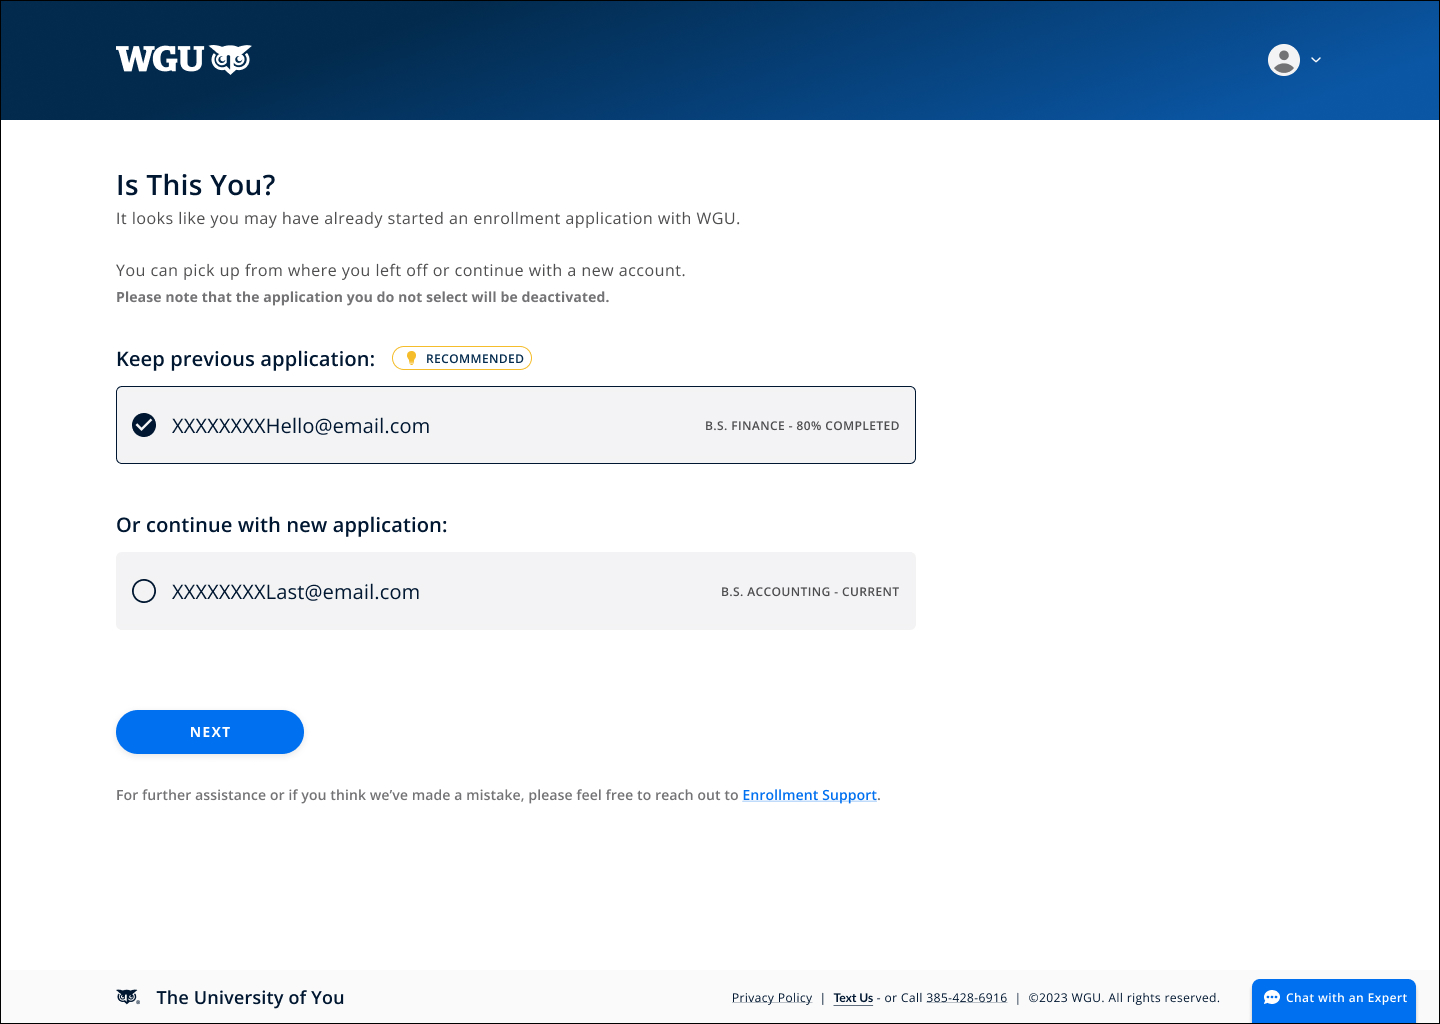 WGU
Is This You?
It looks like you may have already started an enrollment application with WGU.
You can pick up from where you left off or continue with a new account.
Please note that the application you do not select will be deactivated.
Keep previous application: RECOMMENDED
XXXXXXXXHello@email.com B.S. FINANCE - 80% COMPLETED
Or continue with new application:
XXXXXXXXLast@email.com B.S. ACCOUNTING - CURRENT
NEXT
For further assistance or if you think we’ve made a mistake, please feel free to reach out to Enrollment Support.
The University of You Privacy Policy | Text Us - or Call 385-428-6916 | ©2023 WGU. All rights reserved. Chat with an Expert